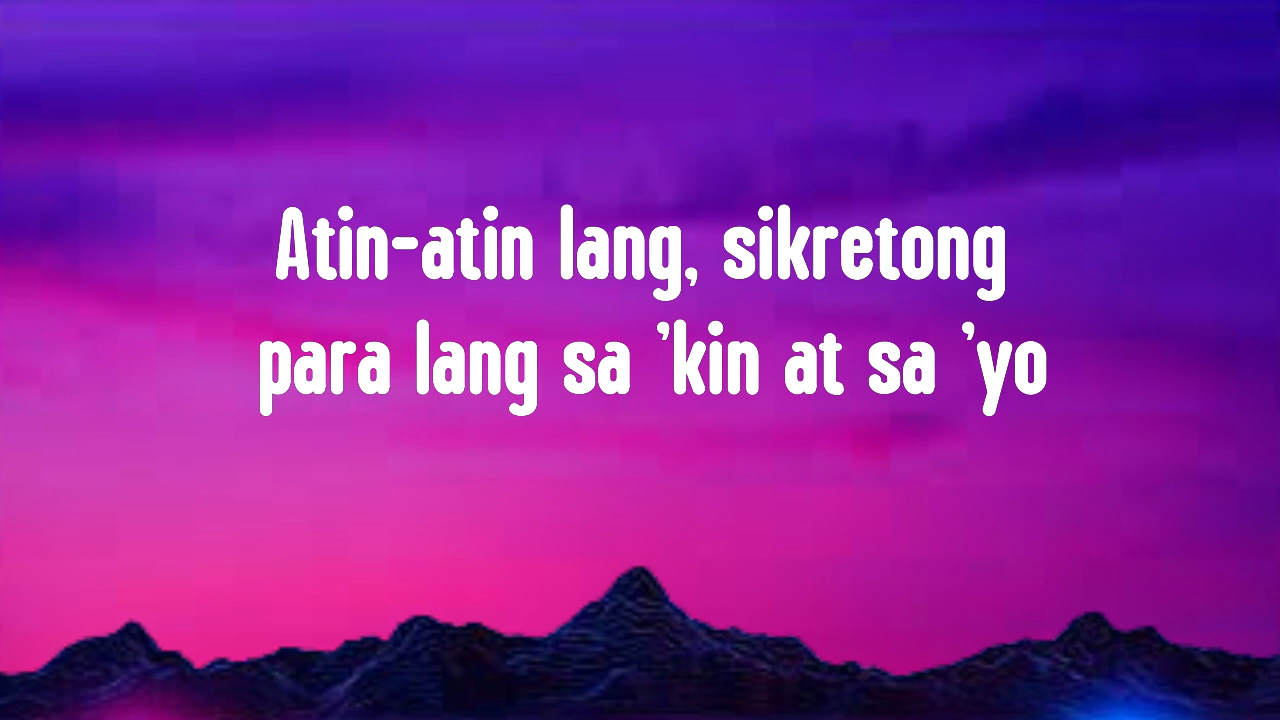 Atin-atin lang, sikretong
para lang sa 'kin at sa 'yo